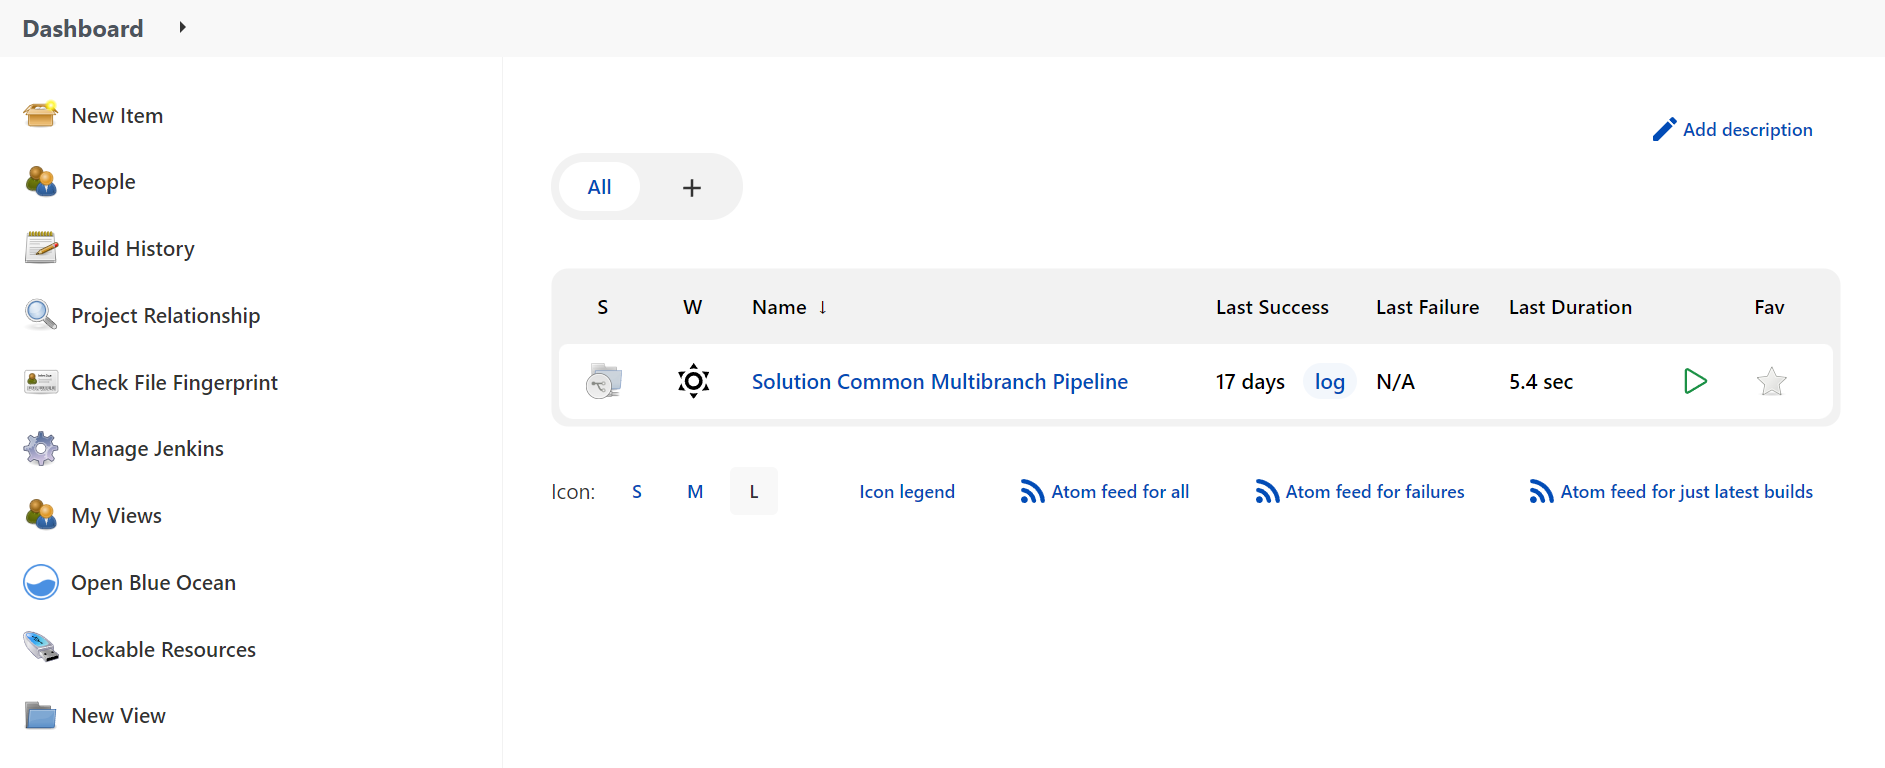 Dashboard
New Item
People
Build History
Project Relationship
Check File Fingerprint
Manage Jenkins
My Views
Open Blue Ocean
Lockable Resources
New View
Add description
All +
S W Name ↓ Last Success Last Failure Last Duration Fav
Solution Common Multibranch Pipeline 17 days log N/A 5.4 sec
Icon: S M L Icon legend Atom feed for all Atom feed for failures Atom feed for just latest builds